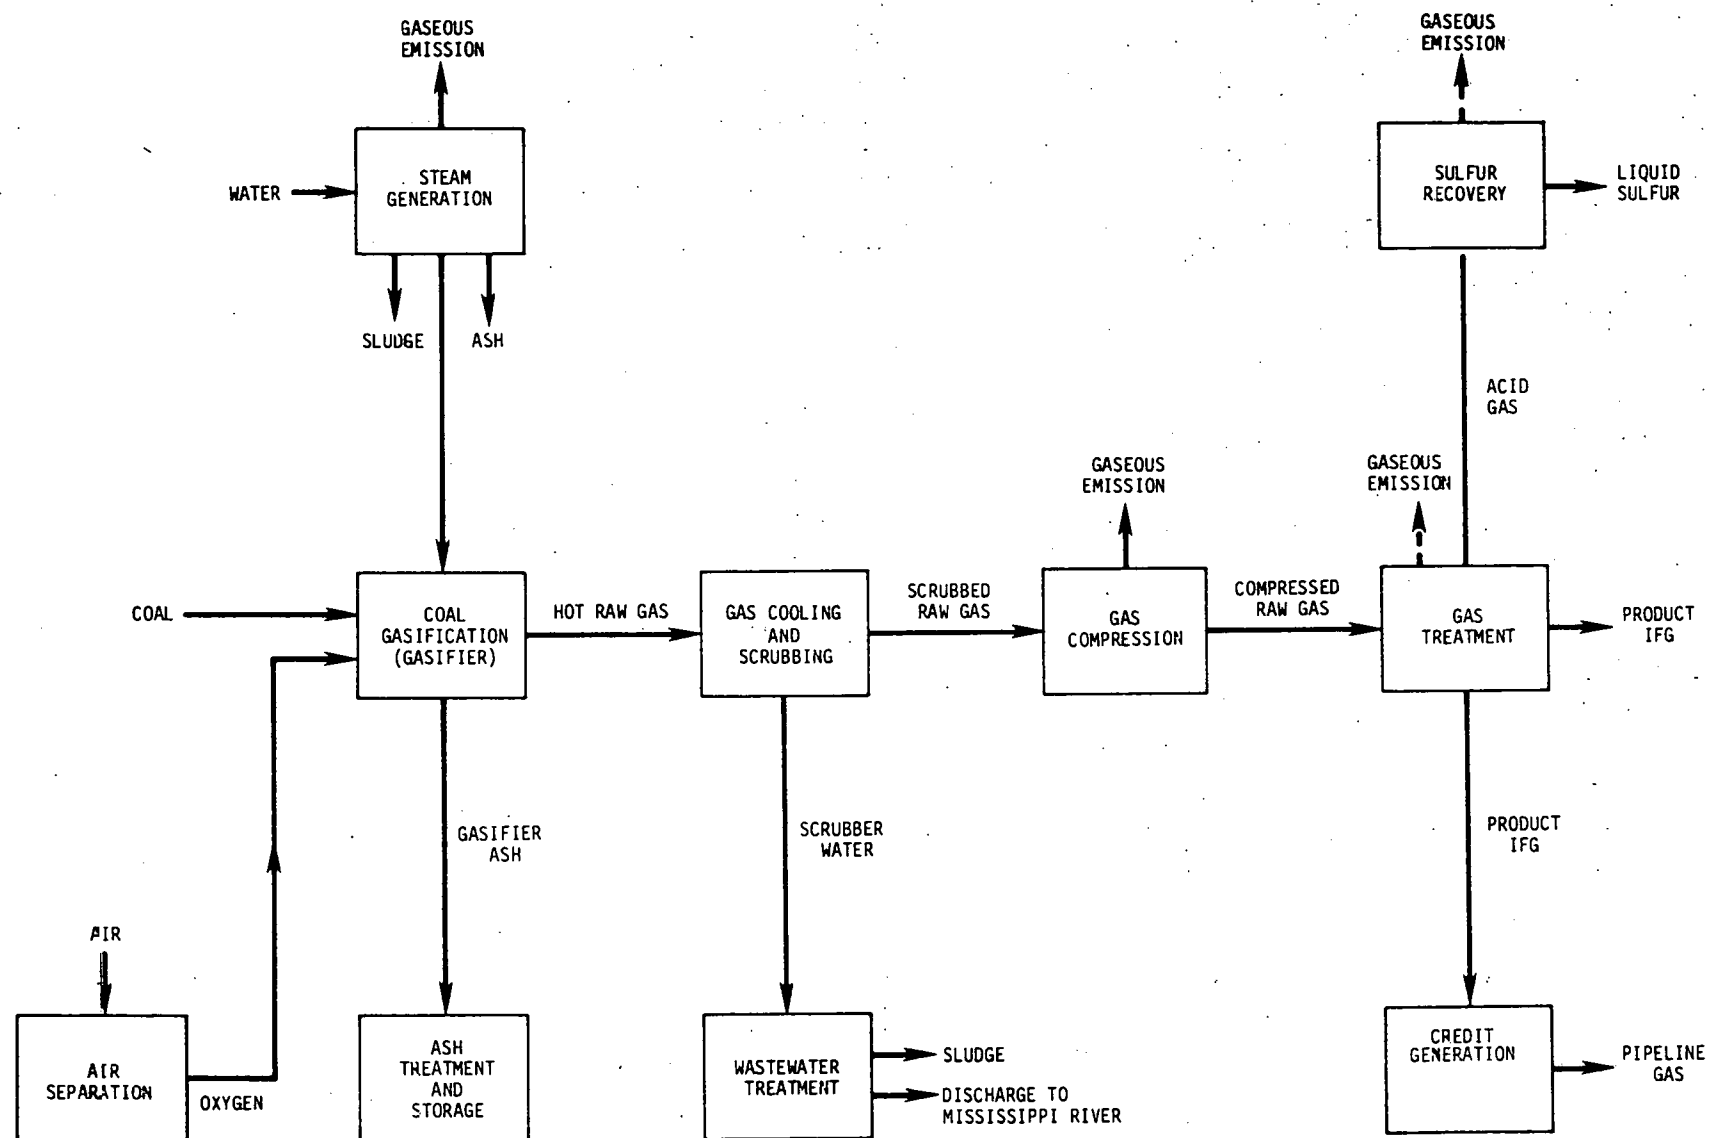 GASEOUS
EMISSION
GASEOUS
EMISSION
STEAM
GENERATION
WATER
SULFUR
RECOVERY
LIQUID
SULFUR
SLUDGE
ASH
ACID
GAS
GASEOUS
EMISSION
GASEOUS
EMISSION
COAL
COAL
GASIFICATION
(GASIFIER)
HOT RAW GAS
GAS COOLING
AND
SCRUBBING
SCRUBBED
RAW GAS
GAS
COMPRESSION
COMPRESSED
RAW GAS
GAS
TREATMENT
PRODUCT
IFG
GASIFIER
ASH
SCRUBBER
WATER
PRODUCT
IFG
AIR
AIR
SEPARATION
OXYGEN
ASH
TREATMENT
AND
STORAGE
WASTEWATER
TREATMENT
SLUDGE
DISCHARGE TO
MISSISSIPPI RIVER
CREDIT
GENERATION
PIPELINE
GAS